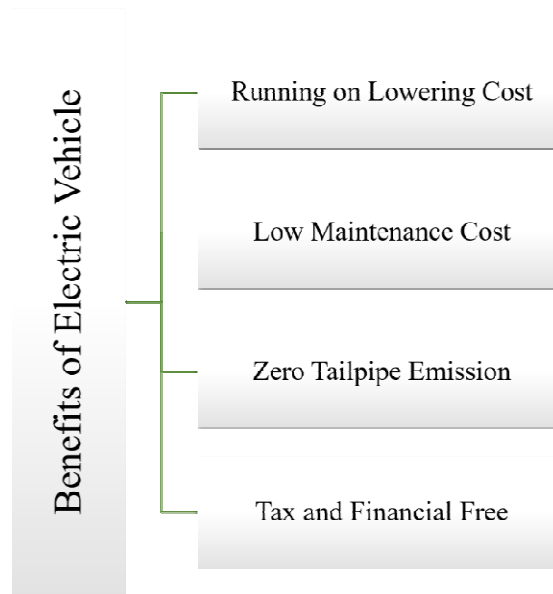 Benefits of Electric Vehicle
Running on Lowering Cost
Low Maintenance Cost
Zero Tailpipe Emission
Tax and Financial Free